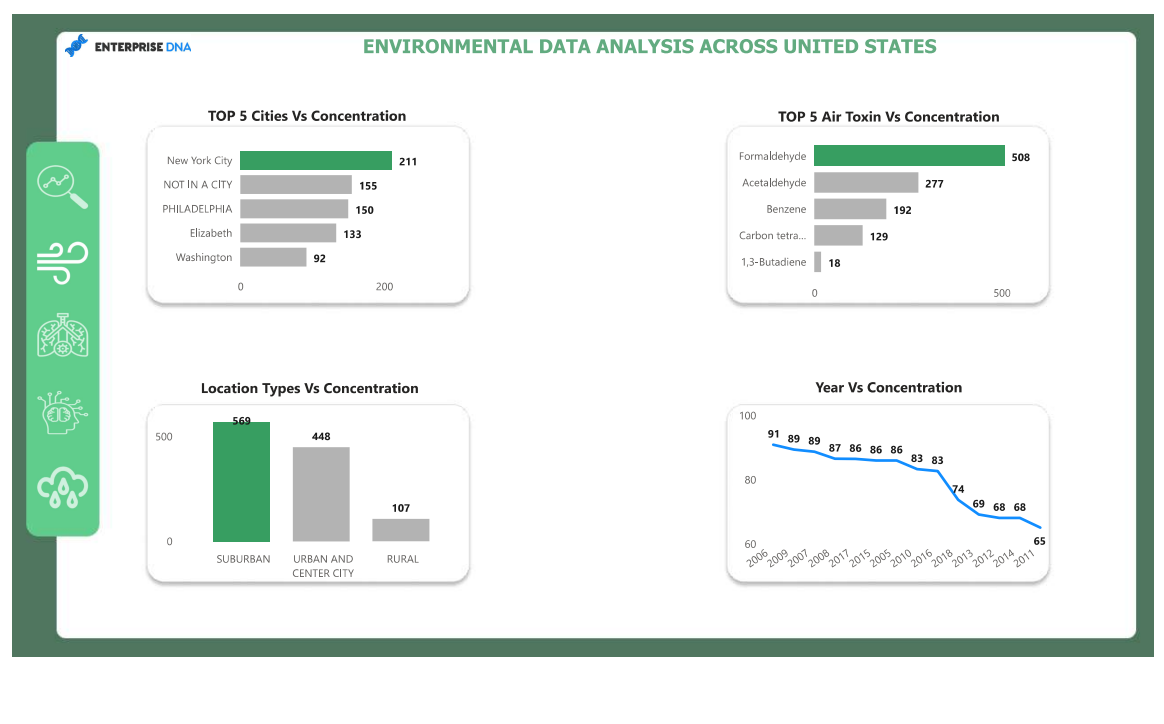 ENTERPRISE DNA
ENVIRONMENTAL DATA ANALYSIS ACROSS UNITED STATES
TOP 5 Cities Vs Concentration
New York City 211
NOT IN A CITY 155
PHILADELPHIA 150
Elizabeth 133
Washington 92
0 200
TOP 5 Air Toxin Vs Concentration
Formaldehyde 508
Acetaldehyde 277
Benzene 192
Carbon tetra... 129
1,3-Butadiene 18
0 500
Location Types Vs Concentration
569
500
448
107
0
SUBURBAN
URBAN AND
CENTER CITY
RURAL
Year Vs Concentration
100
91 89 89 87 86 86 86 83 83 74 69 68 68 65
80
60
2006 2009 2007 2008 2017 2015 2005 2010 2016 2018 2013 2012 2014 2011